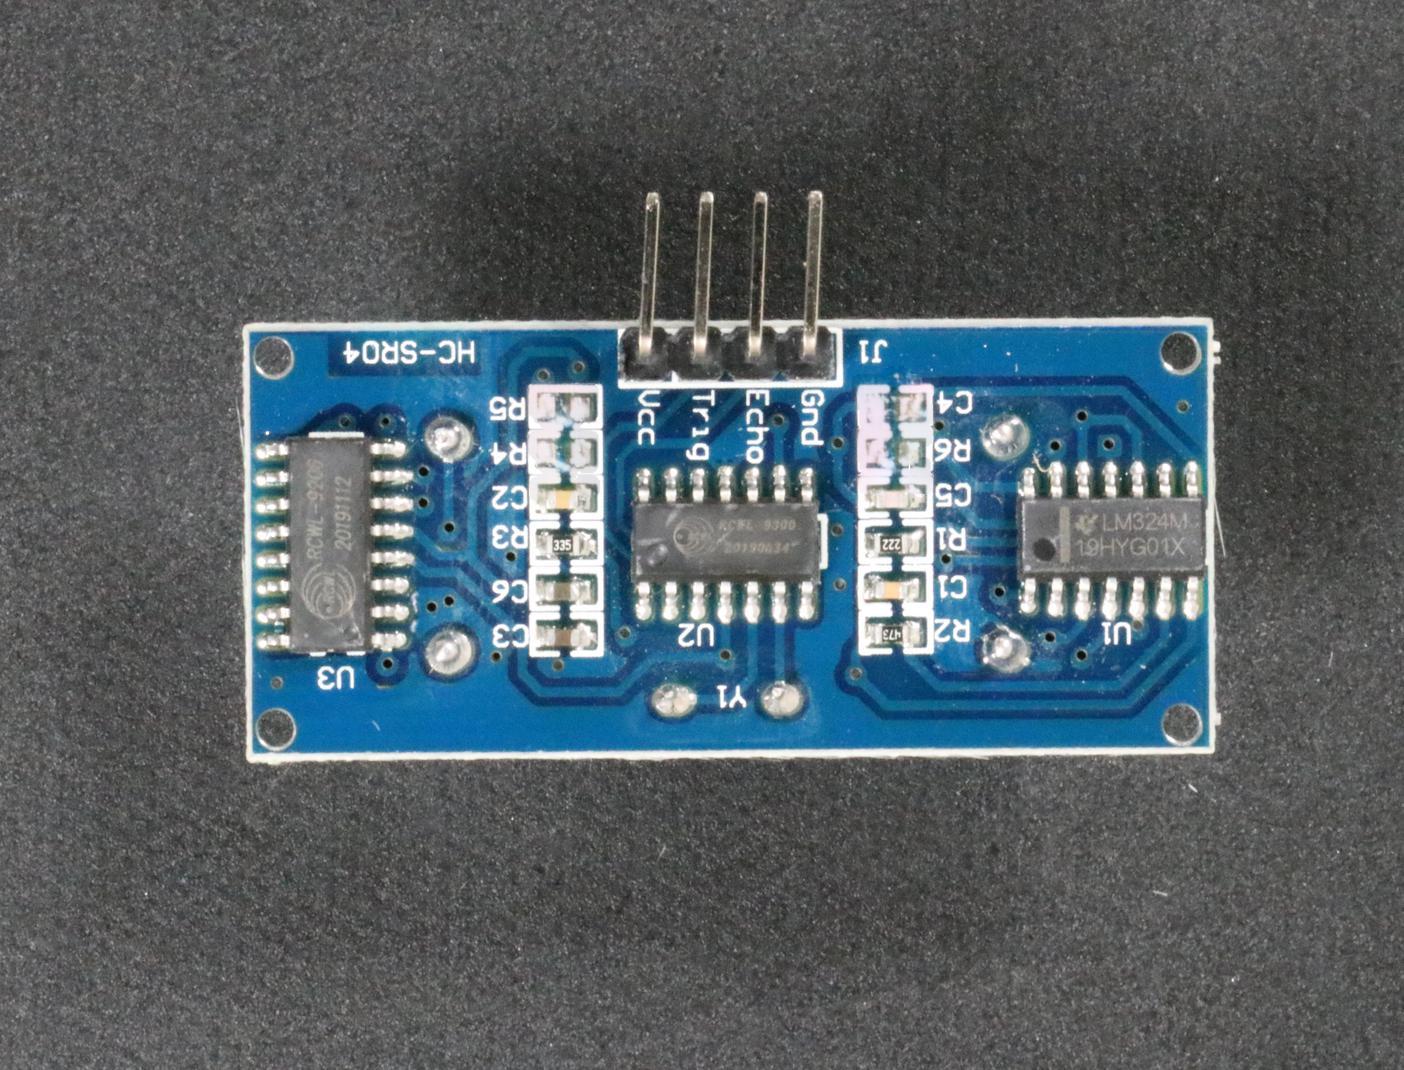 HC-SR04
J1
Vcc
Trig
Echo
Gnd
R5
R4
C2
R3
335
C6
C3
C4
R6
C5
R1
222
C1
R2
473
RCWL-9300
20191112
U3
RCWL 9300
U2
LM324M
19HYG01X
U1
Y1